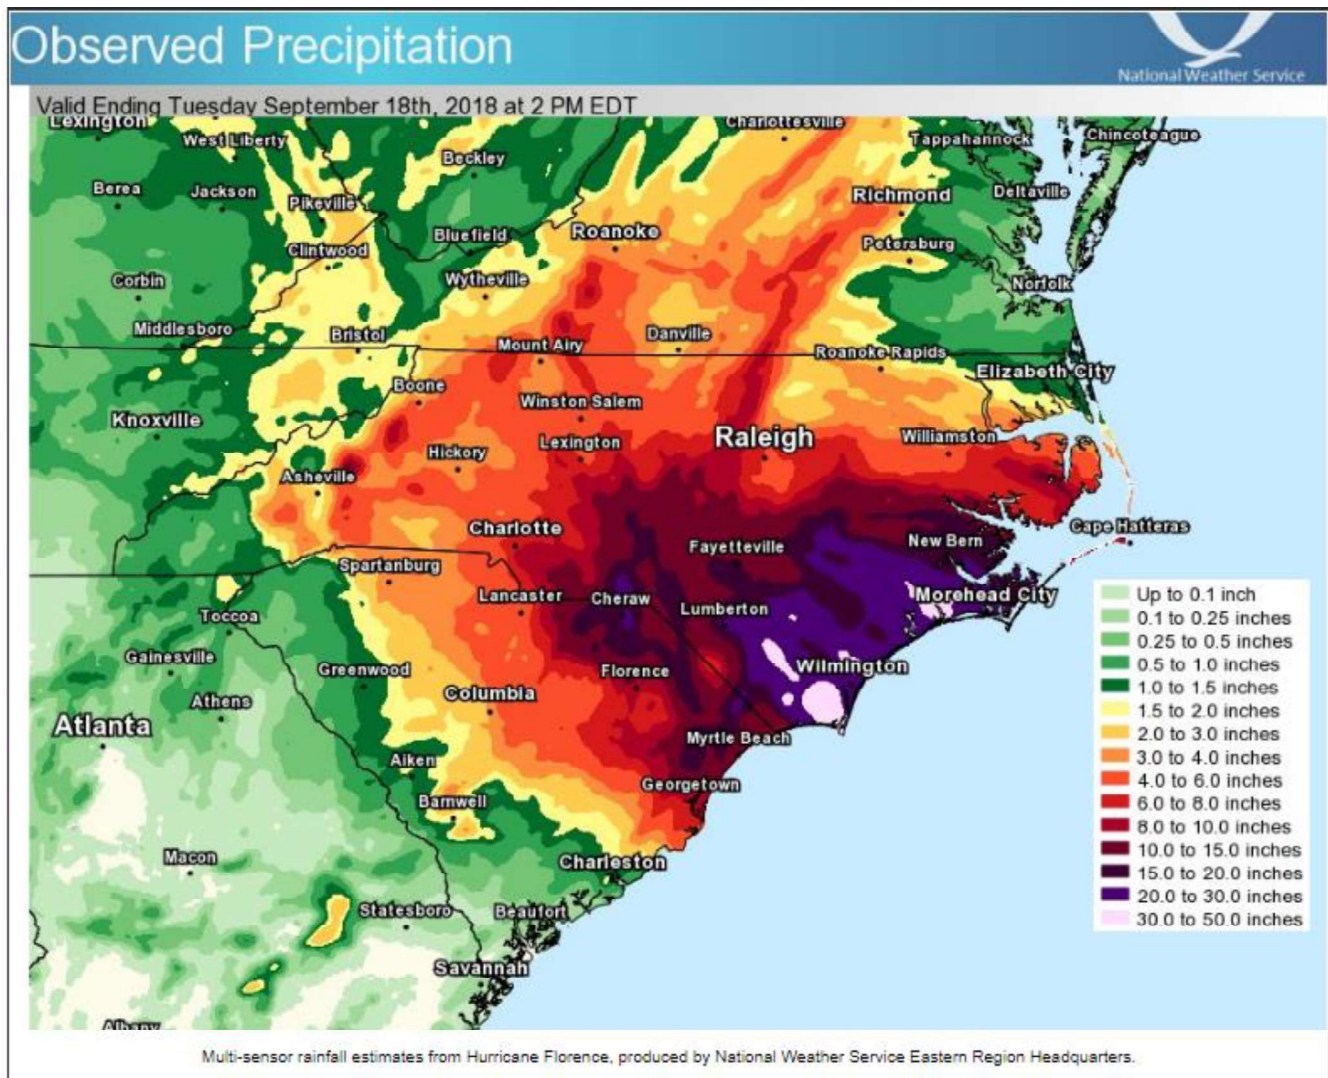 Observed Precipitation
National Weather Service
Valid Ending Tuesday September 18th, 2018 at 2 PM EDT
Lexington
West Liberty
Charlottesville
Tappahannock
Chincoteague
Beckley
Berea
Jackson
Pikeville
Richmond
Deltaville
Clintwood
Bluefield
Roanoke
Petersburg
Corbin
Wytheville
Norfolk
Middlesboro
Bristol
Mount Airy
Danville
Roanoke Rapids
Elizabeth City
Boone
Knoxville
Winston Salem
Hickory
Lexington
Raleigh
Williamston
Asheville
Charlotte
Cape Hatteras
Fayetteville
New Bern
Spartanburg
Lancaster
Cheraw
Lumberton
Morehead City
Toccoa
Gainesville
Greenwood
Florence
Wilmington
Athens
Columbia
Atlanta
Myrtle Beach
Aiken
Georgetown
Barnwell
Macon
Charleston
Statesboro
Beaufort
Savannah
Albany
Up to 0.1 inch
0.1 to 0.25 inches
0.25 to 0.5 inches
0.5 to 1.0 inches
1.0 to 1.5 inches
1.5 to 2.0 inches
2.0 to 3.0 inches
3.0 to 4.0 inches
4.0 to 6.0 inches
6.0 to 8.0 inches
8.0 to 10.0 inches
10.0 to 15.0 inches
15.0 to 20.0 inches
20.0 to 30.0 inches
30.0 to 50.0 inches
Multi-sensor rainfall estimates from Hurricane Florence, produced by National Weather Service Eastern Region Headquarters.